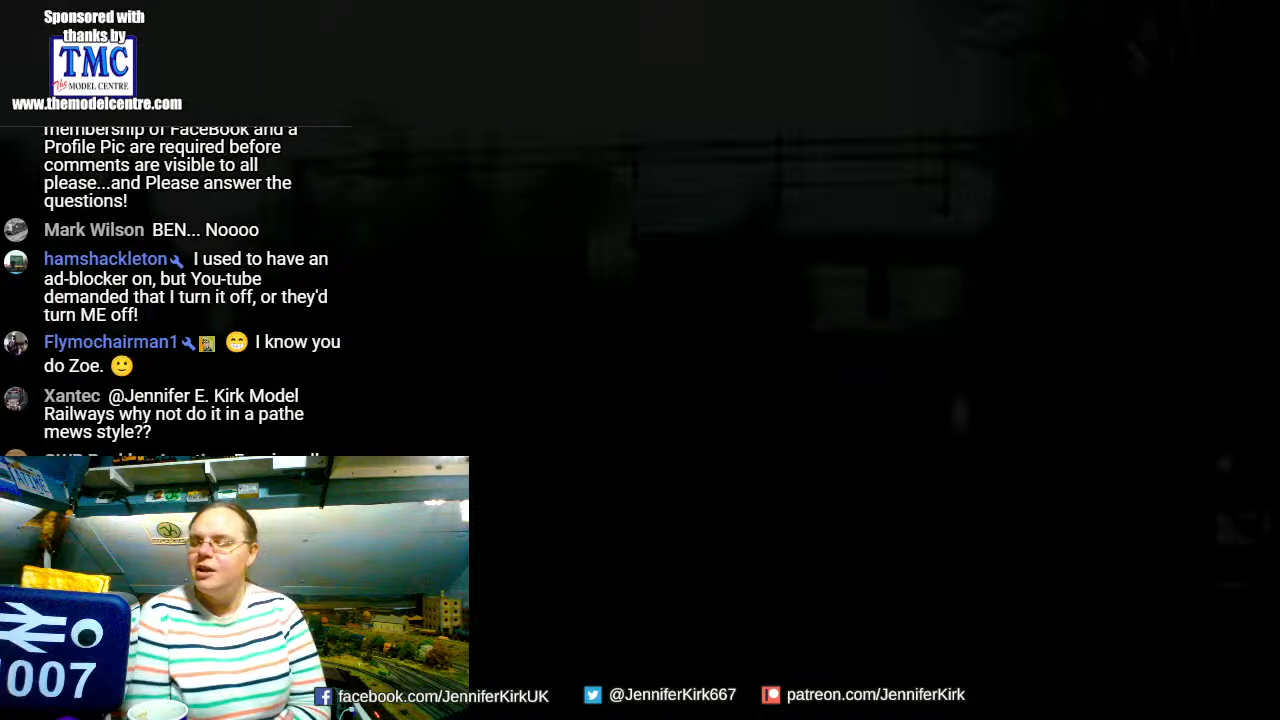 Sponsored with
thanks by
TMC
The MODEL CENTRE
www.themodelcentre.com
membership of FaceBook and a
Profile Pic are required before
comments are visible to all
please...and Please answer the
questions!
Mark Wilson BEN... Noooo
hamshackleton I used to have an
ad-blocker on, but You-tube
demanded that I turn it off, or they'd
turn ME off!
Flymochairman1 😁 I know you
do Zoe. 🙂
Xantec @Jennifer E. Kirk Model
Railways why not do it in a pathe
mews style??
007
facebook.com/JenniferKirkUK
@JenniferKirk667
patreon.com/JenniferKirk